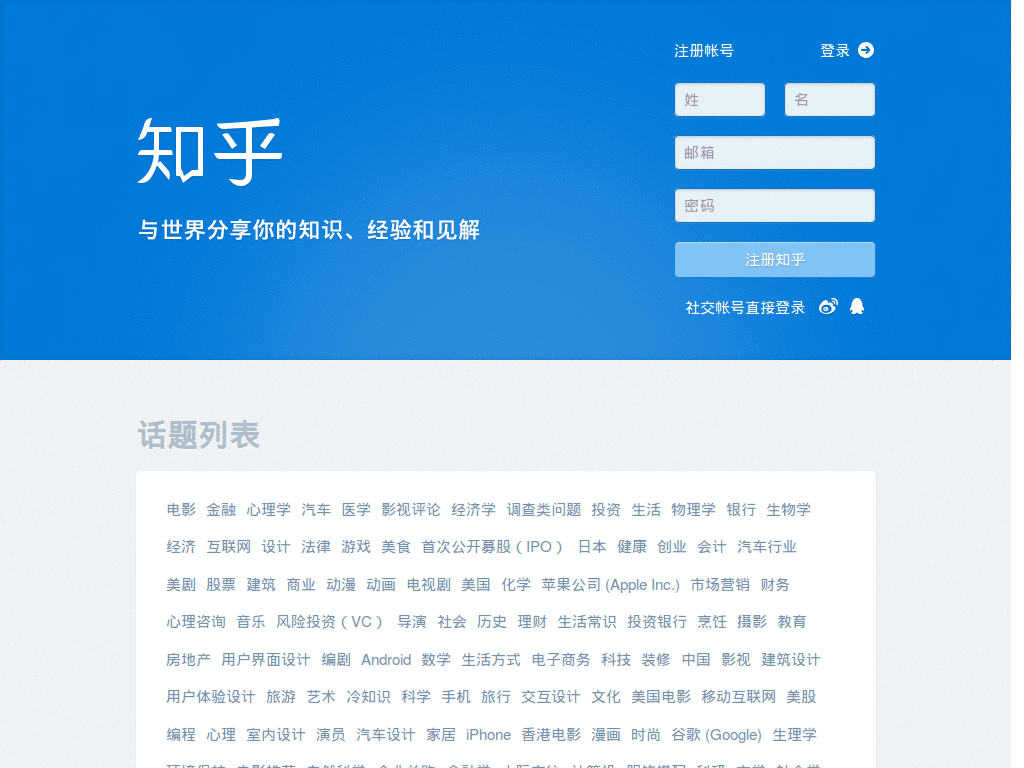 注册帐号 登录
姓 名
邮箱
密码
注册知乎
社交帐号直接登录
知乎
与世界分享你的知识、经验和见解
话题列表
电影 金融 心理学 汽车 医学 影视评论 经济学 调查类问题 投资 生活 物理学 银行 生物学
经济 互联网 设计 法律 游戏 美食 首次公开募股（IPO） 日本 健康 创业 会计 汽车行业
美剧 股票 建筑 商业 动漫 动画 电视剧 美国 化学 苹果公司 (Apple Inc.) 市场营销 财务
心理咨询 音乐 风险投资（VC） 导演 社会 历史 理财 生活常识 投资银行 烹饪 摄影 教育
房地产 用户界面设计 编剧 Android 数学 生活方式 电子商务 科技 装修 中国 影视 建筑设计
用户体验设计 旅游 艺术 冷知识 科学 手机 旅行 交互设计 文化 美国电影 移动互联网 美股
编程 心理 室内设计 演员 汽车设计 家居 iPhone 香港电影 漫画 时尚 谷歌 (Google) 生理学